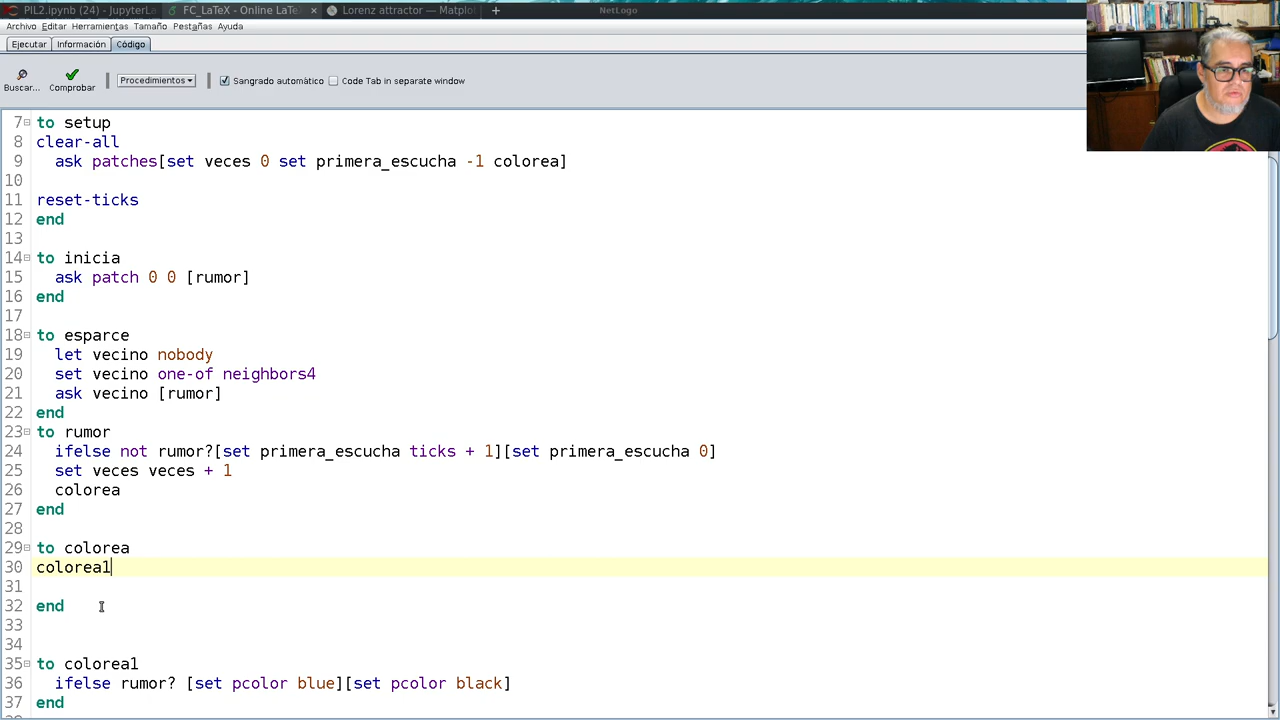 PIL2.ipynb (24) - JupyterLa
FC_LaTeX - Online LaTe
×
Lorenz attractor — Matplot
+
NetLogo
Archivo Editar Herramientas Tamaño Pestañas Ayuda
Ejecutar Información Código
Buscar... Comprobar Procedimientos Sangrado automático Code Tab in separate window
7 to setup
8 clear-all
9 ask patches[set veces 0 set primera_escucha -1 colorea]
10
11 reset-ticks
12 end
13
14 to inicia
15 ask patch 0 0 [rumor]
16 end
17
18 to esparce
19 let vecino nobody
20 set vecino one-of neighbors4
21 ask vecino [rumor]
22 end
23 to rumor
24 ifelse not rumor?[set primera_escucha ticks + 1][set primera_escucha 0]
25 set veces veces + 1
26 colorea
27 end
28
29 to colorea
30 colorea1
31
32 end
33
34
35 to colorea1
36 ifelse rumor? [set pcolor blue][set pcolor black]
37 end